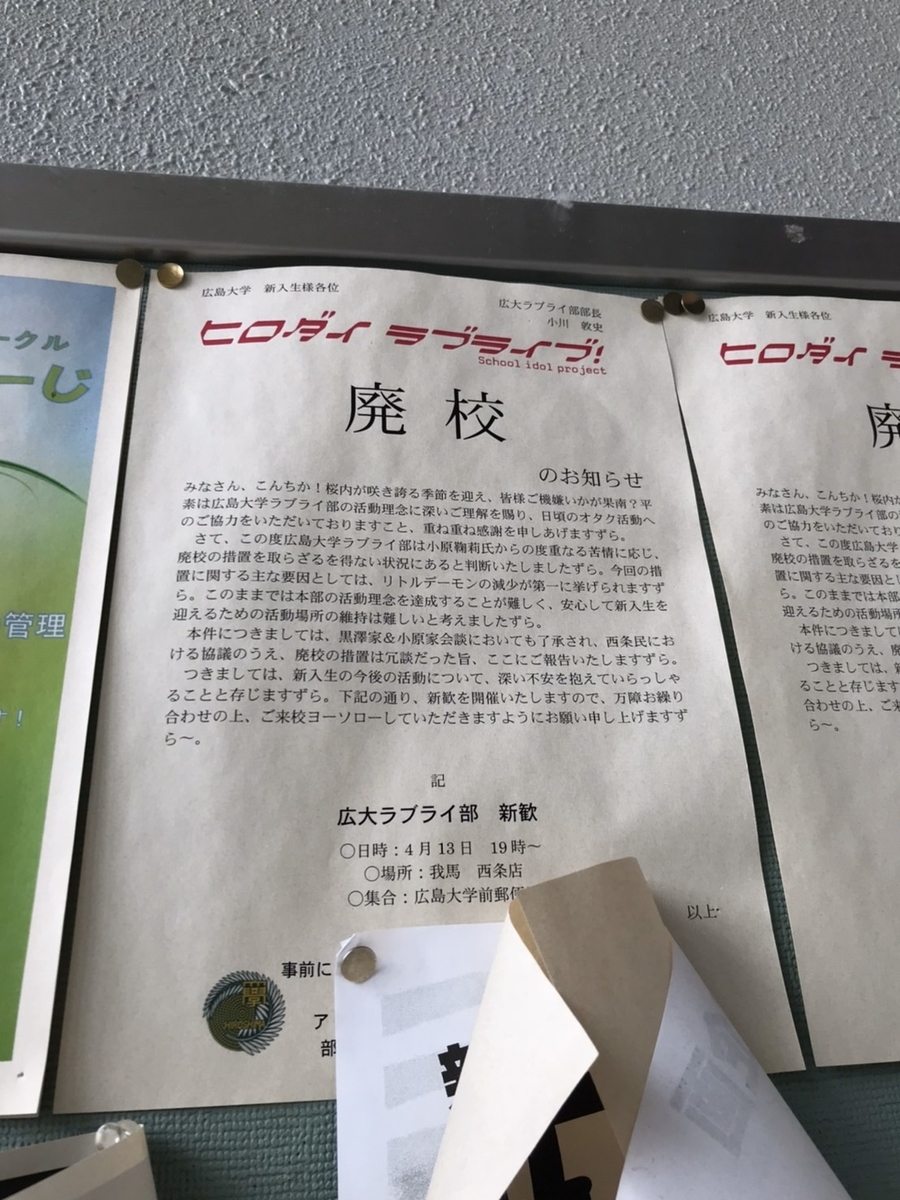 ークル
ーじ
管理
！
広島大学　新入生様各位
広大ラブライ部部長
小川　敦史
ヒロダイ ラブライブ!
School idol project
廃校
のお知らせ
みなさん、こんちか！桜内が咲き誇る季節を迎え、皆様ご機嫌いかが果南？平
素は広島大学ラブライ部の活動理念に深いご理解を賜り、日頃のオタク活動へ
のご協力をいただいておりますこと、重ね重ね感謝を申しあげますずら。
さて、この度広島大学ラブライ部は小原鞠莉氏からの度重なる苦情に応じ、
廃校の措置を取らざるを得ない状況にあると判断いたしましたずら。今回の措
置に関する主な要因としては、リトルデーモンの減少が第一に挙げられますず
ら。このままでは本部の活動理念を達成することが難しく、安心して新入生を
迎えるための活動場所の維持は難しいと考えましたずら。
本件につきましては、黒澤家＆小原家会談においても了承され、西条民にお
ける協議のうえ、廃校の措置は冗談だった旨、ここにご報告いたしますずら。
つきましては、新入生の今後の活動について、深い不安を抱えていらっしゃ
ることと存じますずら。下記の通り、新歓を開催いたしますので、万障お繰り
合わせの上、ご来校ヨーソローしていただきますようにお願い申し上げますず
ら～。
記
広大ラブライ部　新歓
〇日時：4月13日　19時～
〇場所：我馬　西条店
〇集合：広島大学前郵便
以上
事前に
ア
部
HIROSHIMA
広島大学　新入生様各位
ヒロダイ ラ
廃
みなさん、こんちか！桜内が
素は広島大学ラブライ部の活
のご協力をいただいており
さて、この度広島大学
廃校の措置を取らざるを
置に関する主な要因とし
ら。このままでは本部
迎えるための活動場所
本件につきまして
ける協議のうえ、廃
つきましては、新
ることと存じます
合わせの上、ご来
ら～。